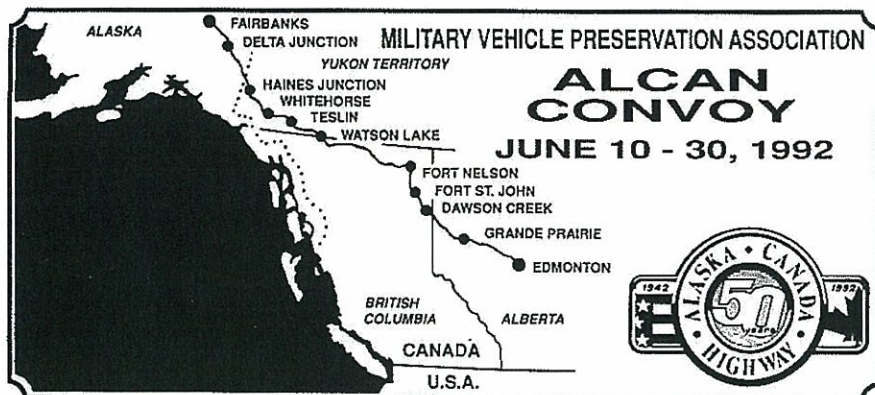 MILITARY VEHICLE PRESERVATION ASSOCIATION
ALCAN
CONVOY
JUNE 10 - 30, 1992
ALASKA
FAIRBANKS
DELTA JUNCTION
YUKON TERRITORY
HAINES JUNCTION
WHITEHORSE
TESLIN
WATSON LAKE
FORT NELSON
FORT ST. JOHN
DAWSON CREEK
GRANDE PRAIRIE
EDMONTON
BRITISH
COLUMBIA
ALBERTA
CANADA
U.S.A.
ALASKA • CANADA
1942
50
years
1992
HIGHWAY